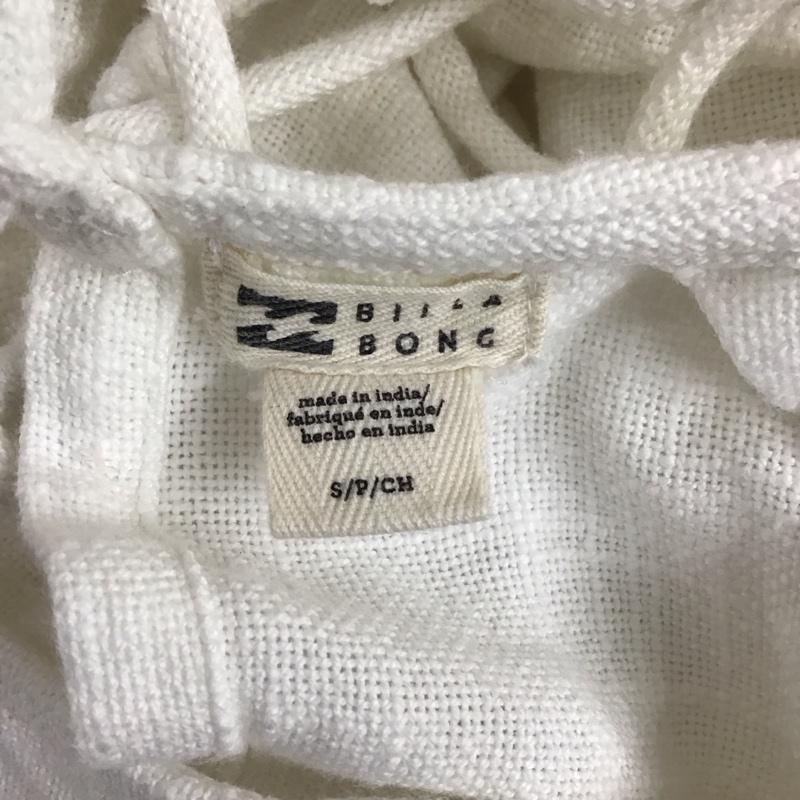 BILLA
BONG
made in india/
fabriqué en inde/
hecho en india
S/P/CH